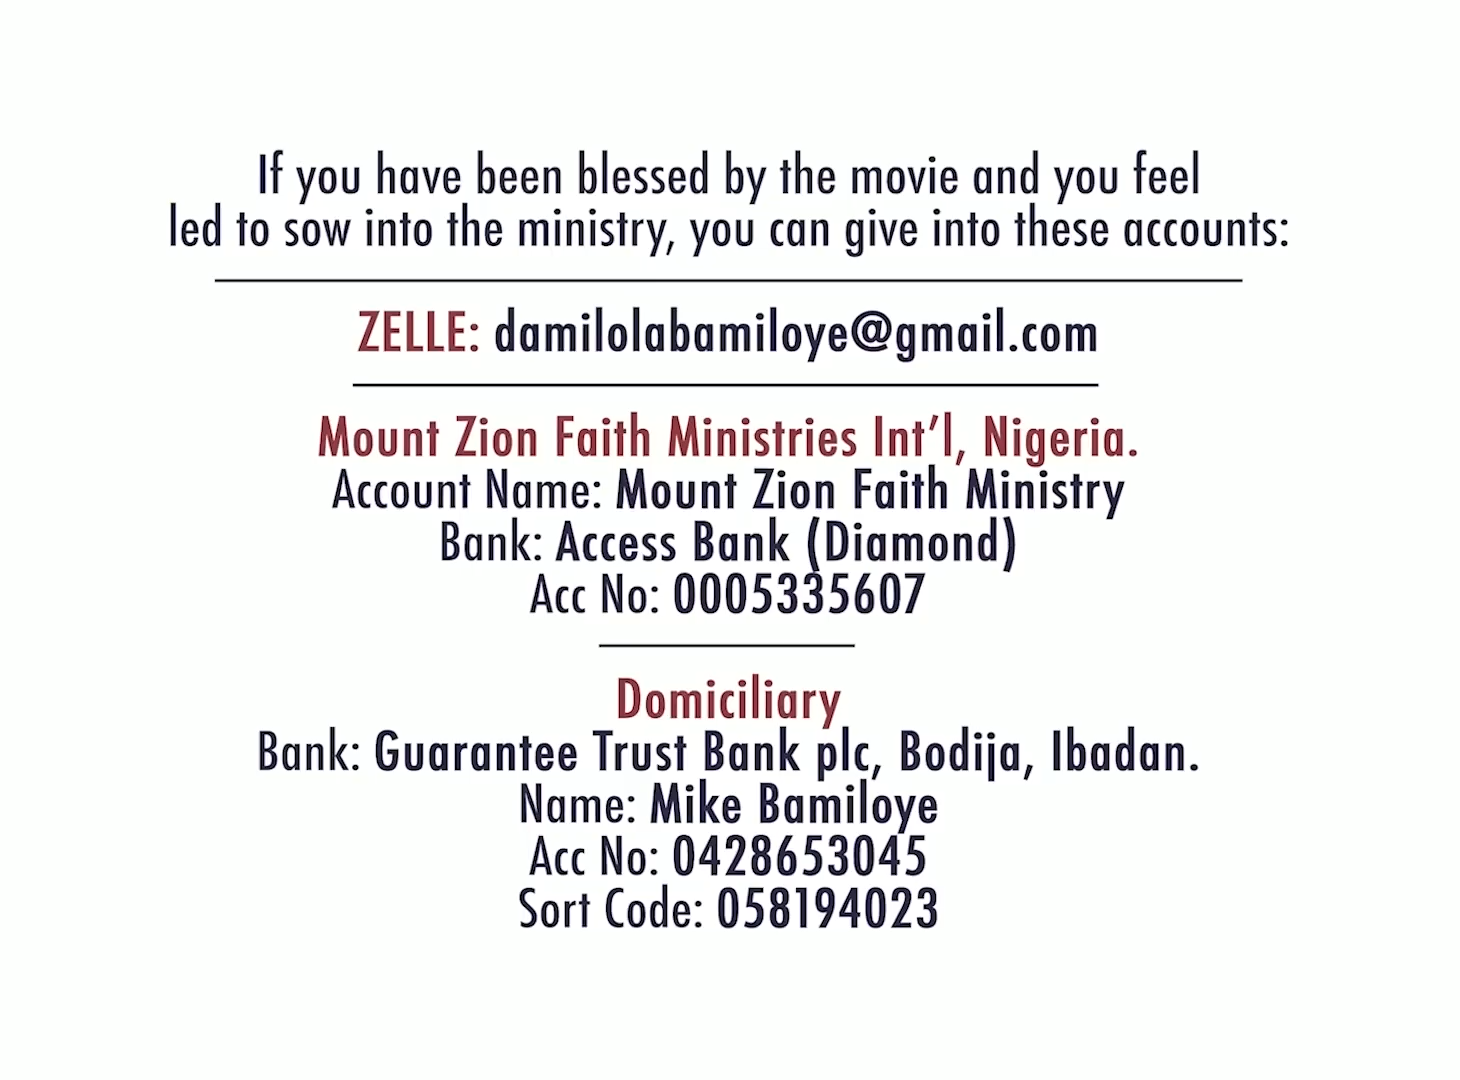 If you have been blessed by the movie and you feel
led to sow into the ministry, you can give into these accounts:
ZELLE: damilolabamiloye@gmail.com
Mount Zion Faith Ministries Int’l, Nigeria.
Account Name: Mount Zion Faith Ministry
Bank: Access Bank (Diamond)
Acc No: 0005335607
Domiciliary
Bank: Guarantee Trust Bank plc, Bodija, Ibadan.
Name: Mike Bamiloye
Acc No: 0428653045
Sort Code: 058194023